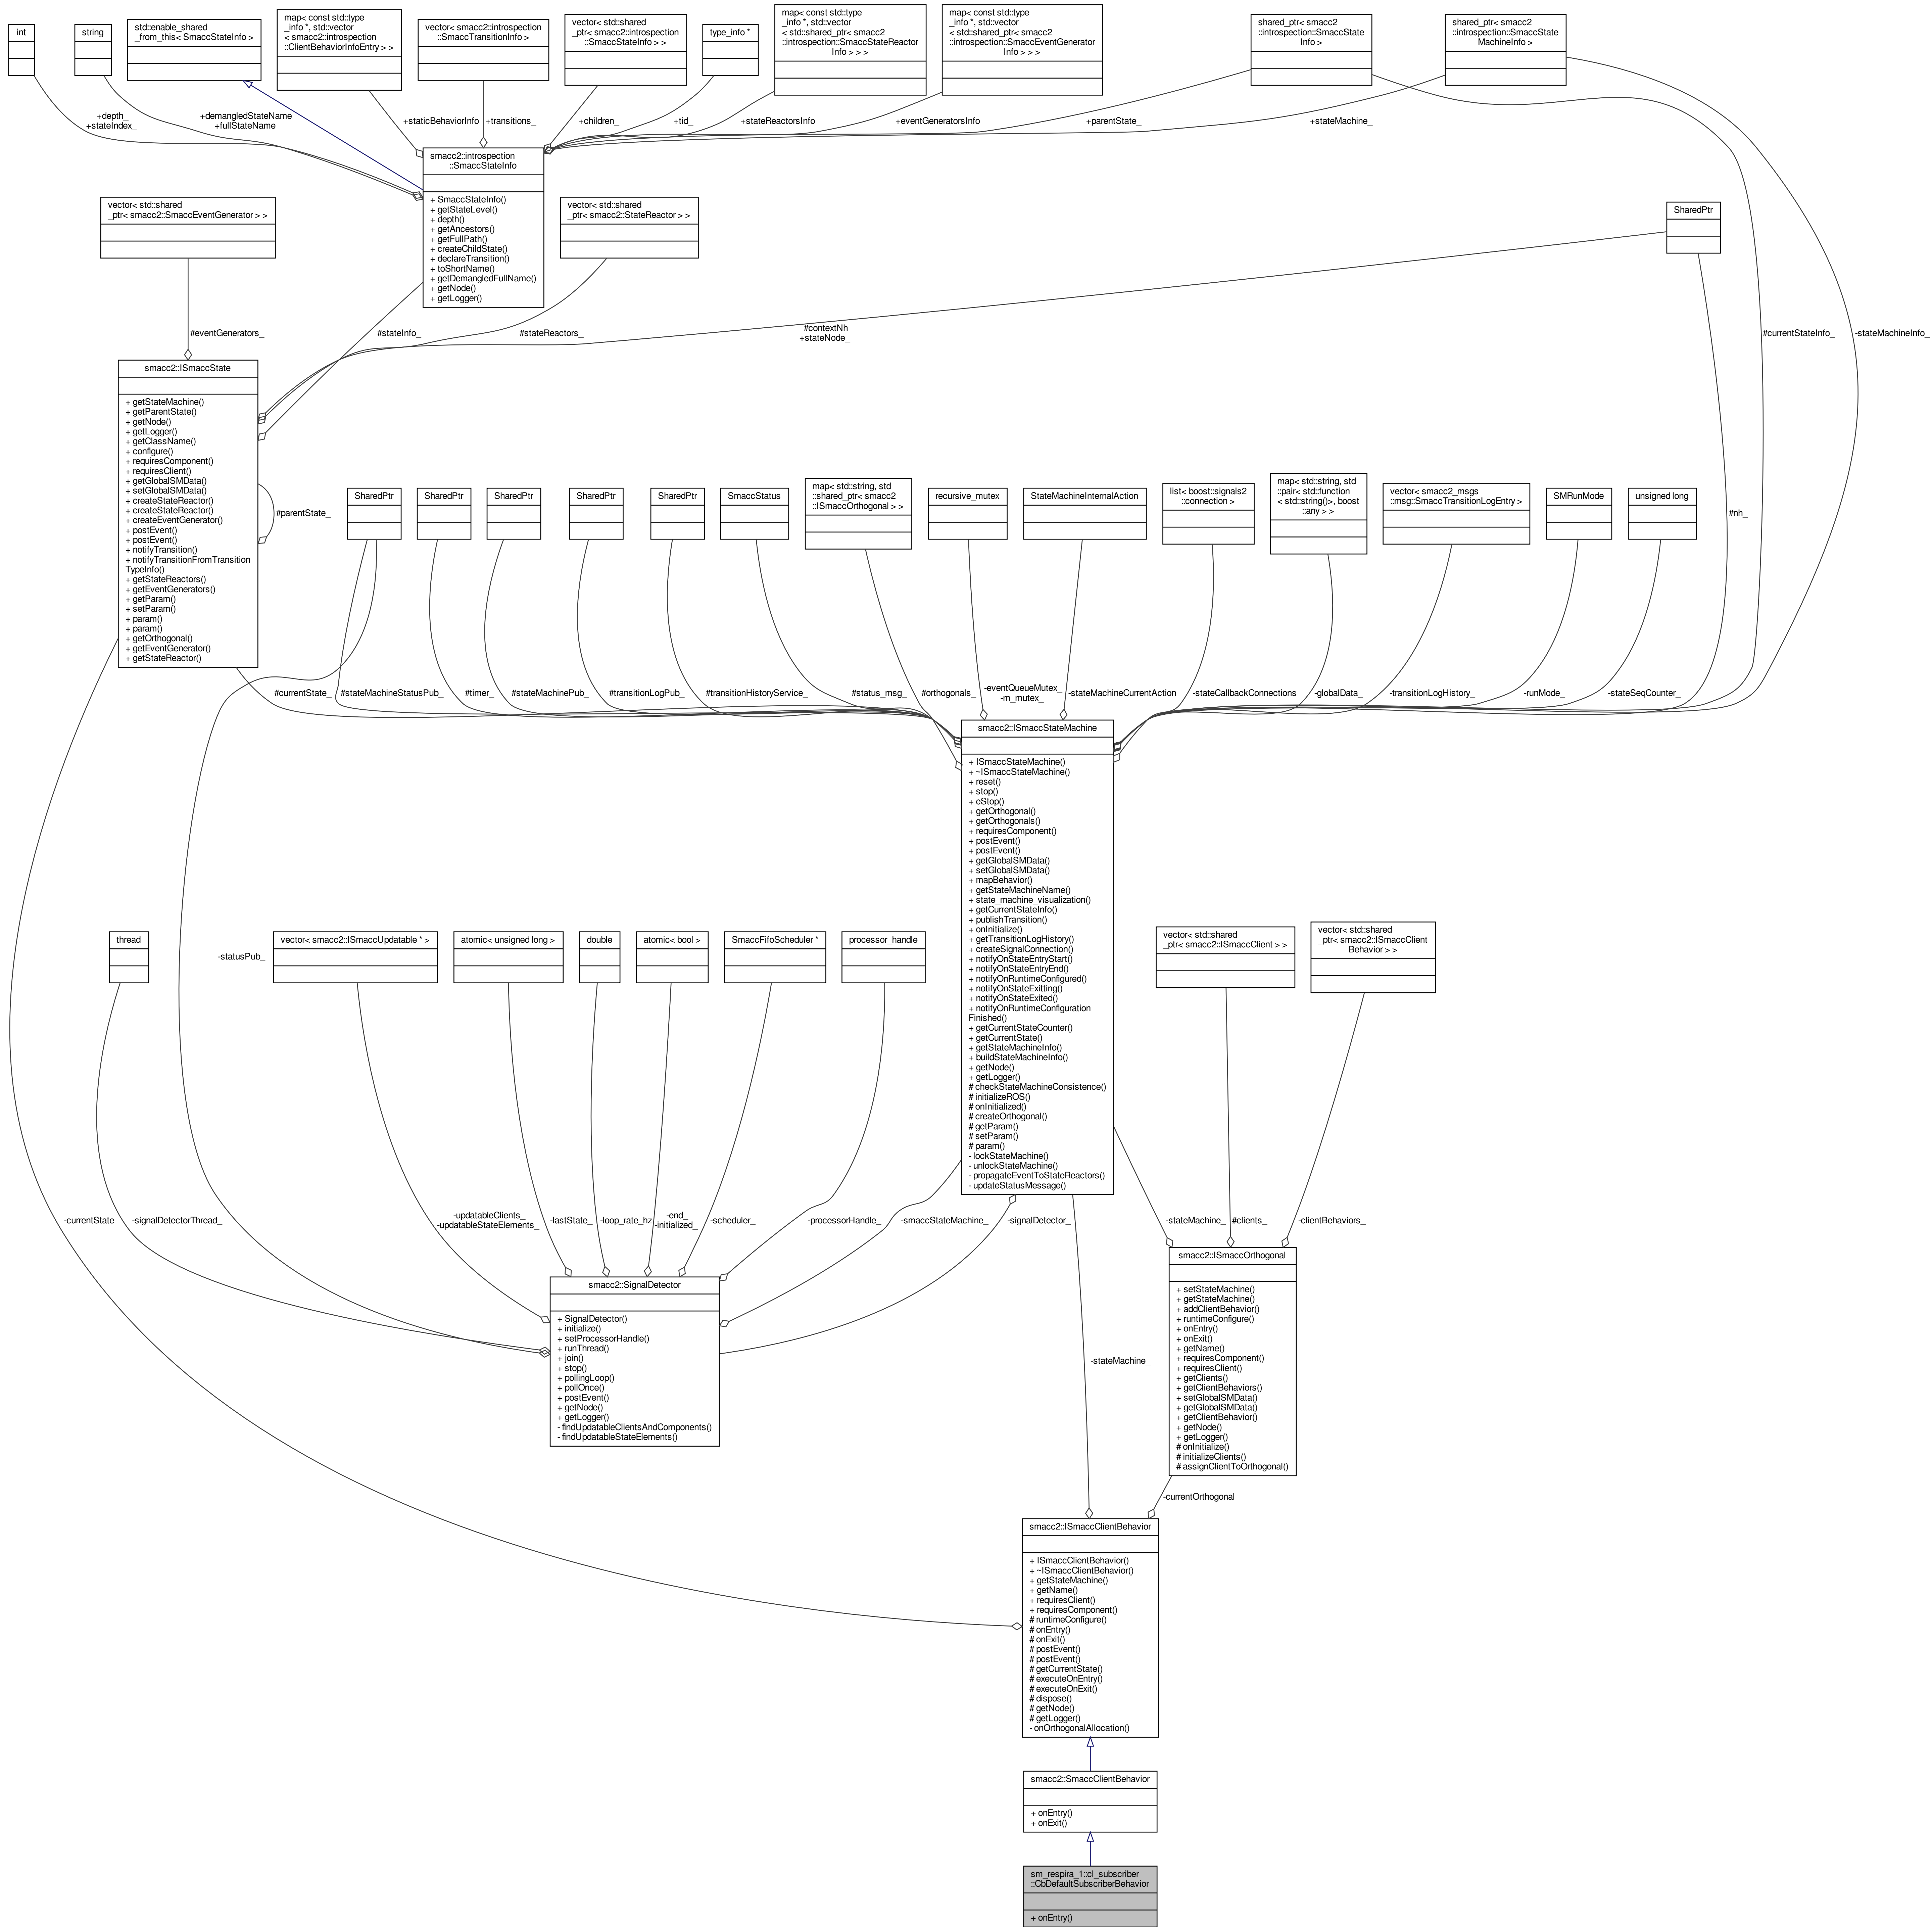 int
string
std::enable_shared
_from_this< SmaccStateInfo >
map< const std::type
_info *, std::vector
< smacc2::introspection
::ClientBehaviorInfoEntry > >
vector< smacc2::introspection
::SmaccTransitionInfo >
vector< std::shared
_ptr< smacc2::introspection
::SmaccStateInfo > >
type_info *
map< const std::type
_info *, std::vector
< std::shared_ptr< smacc2
::introspection::SmaccStateReactor
Info > > >
map< const std::type
_info *, std::vector
< std::shared_ptr< smacc2
::introspection::SmaccEventGenerator
Info > > >
shared_ptr< smacc2
::introspection::SmaccState
Info >
shared_ptr< smacc2
::introspection::SmaccState
MachineInfo >
+depth_
+stateIndex_
+demangledStateName
+fullStateName
+staticBehaviorInfo
+transitions_
+children_
+tid_
+stateReactorsInfo
+eventGeneratorsInfo
+parentState_
+stateMachine_
smacc2::introspection
::SmaccStateInfo
+ SmaccStateInfo()
+ getStateLevel()
+ depth()
+ getAncestors()
+ getFullPath()
+ createChildState()
+ declareTransition()
+ toShortName()
+ getDemangledFullName()
+ getNode()
+ getLogger()
vector< std::shared
_ptr< smacc2::SmaccEventGenerator > >
vector< std::shared
_ptr< smacc2::StateReactor > >
SharedPtr
#eventGenerators_
#stateInfo_
#stateReactors_
#contextNh
+stateNode_
#currentStateInfo_
-stateMachineInfo_
smacc2::ISmaccState
+ getStateMachine()
+ getParentState()
+ getNode()
+ getLogger()
+ getClassName()
+ configure()
+ requiresComponent()
+ requiresClient()
+ getGlobalSMData()
+ setGlobalSMData()
+ createStateReactor()
+ createStateReactor()
+ createEventGenerator()
+ postEvent()
+ postEvent()
+ notifyTransition()
+ notifyTransitionFromTransition
TypeInfo()
+ getStateReactors()
+ getEventGenerators()
+ getParam()
+ setParam()
+ param()
+ param()
+ getOrthogonal()
+ getEventGenerator()
+ getStateReactor()
#parentState_
SharedPtr
SharedPtr
SharedPtr
SharedPtr
SharedPtr
SmaccStatus
map< std::string, std
::shared_ptr< smacc2
::ISmaccOrthogonal > >
recursive_mutex
StateMachineInternalAction
list< boost::signals2
::connection >
map< std::string, std
::pair< std::function
< std::string()>, boost
::any > >
vector< smacc2_msgs
::msg::SmaccTransitionLogEntry >
SMRunMode
unsigned long
#nh_
#currentState_
#stateMachineStatusPub_
#timer_
#stateMachinePub_
#transitionLogPub_
#transitionHistoryService_
#status_msg_
#orthogonals_
-eventQueueMutex_
-m_mutex_
-stateMachineCurrentAction
-stateCallbackConnections
-globalData_
-transitionLogHistory_
-runMode_
-stateSeqCounter_
smacc2::ISmaccStateMachine
+ ISmaccStateMachine()
+ ~ISmaccStateMachine()
+ reset()
+ stop()
+ eStop()
+ getOrthogonal()
+ getOrthogonals()
+ requiresComponent()
+ postEvent()
+ postEvent()
+ getGlobalSMData()
+ setGlobalSMData()
+ mapBehavior()
+ getStateMachineName()
+ state_machine_visualization()
+ getCurrentStateInfo()
+ publishTransition()
+ onInitialize()
+ getTransitionLogHistory()
+ createSignalConnection()
+ notifyOnStateEntryStart()
+ notifyOnStateEntryEnd()
+ notifyOnRuntimeConfigured()
+ notifyOnStateExitting()
+ notifyOnStateExited()
+ notifyOnRuntimeConfiguration
Finished()
+ getCurrentStateCounter()
+ getCurrentState()
+ getStateMachineInfo()
+ buildStateMachineInfo()
+ getNode()
+ getLogger()
# checkStateMachineConsistence()
# initializeROS()
# onInitialized()
# createOrthogonal()
# getParam()
# setParam()
# param()
- lockStateMachine()
- unlockStateMachine()
- propagateEventToStateReactors()
- updateStatusMessage()
thread
-statusPub_
vector< smacc2::ISmaccUpdatable * >
atomic< unsigned long >
double
atomic< bool >
SmaccFifoScheduler *
processor_handle
vector< std::shared
_ptr< smacc2::ISmaccClient > >
vector< std::shared
_ptr< smacc2::ISmaccClient
Behavior > >
-currentState
-signalDetectorThread_
-updatableClients_
-updatableStateElements_
-lastState_
-loop_rate_hz
-end_
-initialized_
-scheduler_
-processorHandle_
-smaccStateMachine_
-signalDetector_
-stateMachine_
#clients_
-clientBehaviors_
smacc2::SignalDetector
+ SignalDetector()
+ initialize()
+ setProcessorHandle()
+ runThread()
+ join()
+ stop()
+ pollingLoop()
+ pollOnce()
+ postEvent()
+ getNode()
+ getLogger()
- findUpdatableClientsAndComponents()
- findUpdatableStateElements()
smacc2::ISmaccOrthogonal
+ setStateMachine()
+ getStateMachine()
+ addClientBehavior()
+ runtimeConfigure()
+ onEntry()
+ onExit()
+ getName()
+ requiresComponent()
+ requiresClient()
+ getClients()
+ getClientBehaviors()
+ setGlobalSMData()
+ getGlobalSMData()
+ getClientBehavior()
+ getNode()
+ getLogger()
# onInitialize()
# initializeClients()
# assignClientToOrthogonal()
-stateMachine_
-currentOrthogonal
smacc2::ISmaccClientBehavior
+ ISmaccClientBehavior()
+ ~ISmaccClientBehavior()
+ getStateMachine()
+ getName()
+ requiresClient()
+ requiresComponent()
# runtimeConfigure()
# onEntry()
# onExit()
# postEvent()
# postEvent()
# getCurrentState()
# executeOnEntry()
# executeOnExit()
# dispose()
# getNode()
# getLogger()
- onOrthogonalAllocation()
smacc2::SmaccClientBehavior
+ onEntry()
+ onExit()
sm_respira_1::cl_subscriber
::CbDefaultSubscriberBehavior
+ onEntry()